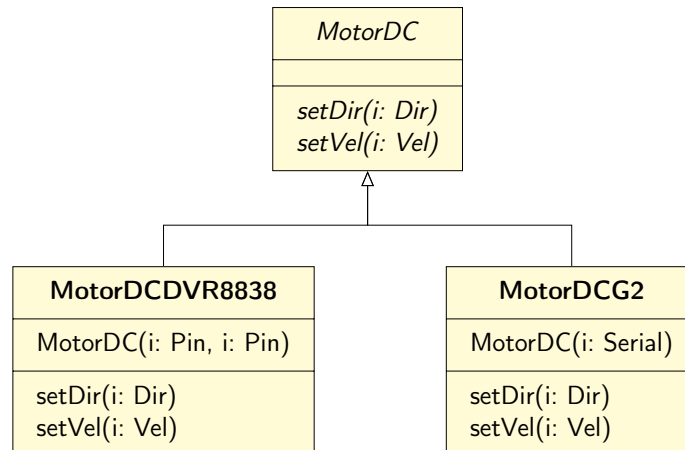 MotorDC
setDir(i: Dir)
setVel(i: Vel)
MotorDCDVR8838
MotorDC(i: Pin, i: Pin)
setDir(i: Dir)
setVel(i: Vel)
MotorDCG2
MotorDC(i: Serial)
setDir(i: Dir)
setVel(i: Vel)